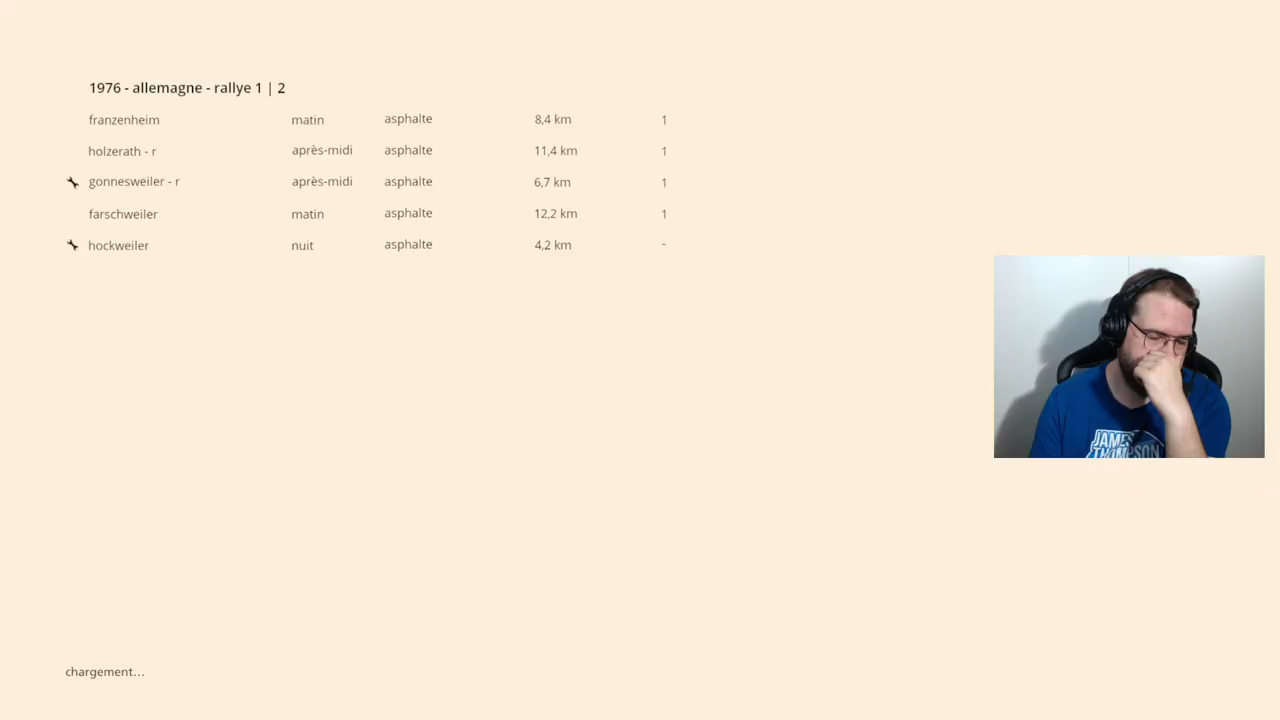 1976 - allemagne - rallye 1 | 2
franzenheim matin asphalte 8,4 km 1
holzerath - r après-midi asphalte 11,4 km 1
gonnesweiler - r après-midi asphalte 6,7 km 1
farschweiler matin asphalte 12,2 km 1
hockweiler nuit asphalte 4,2 km -
JAMES
THOMPSON
chargement...